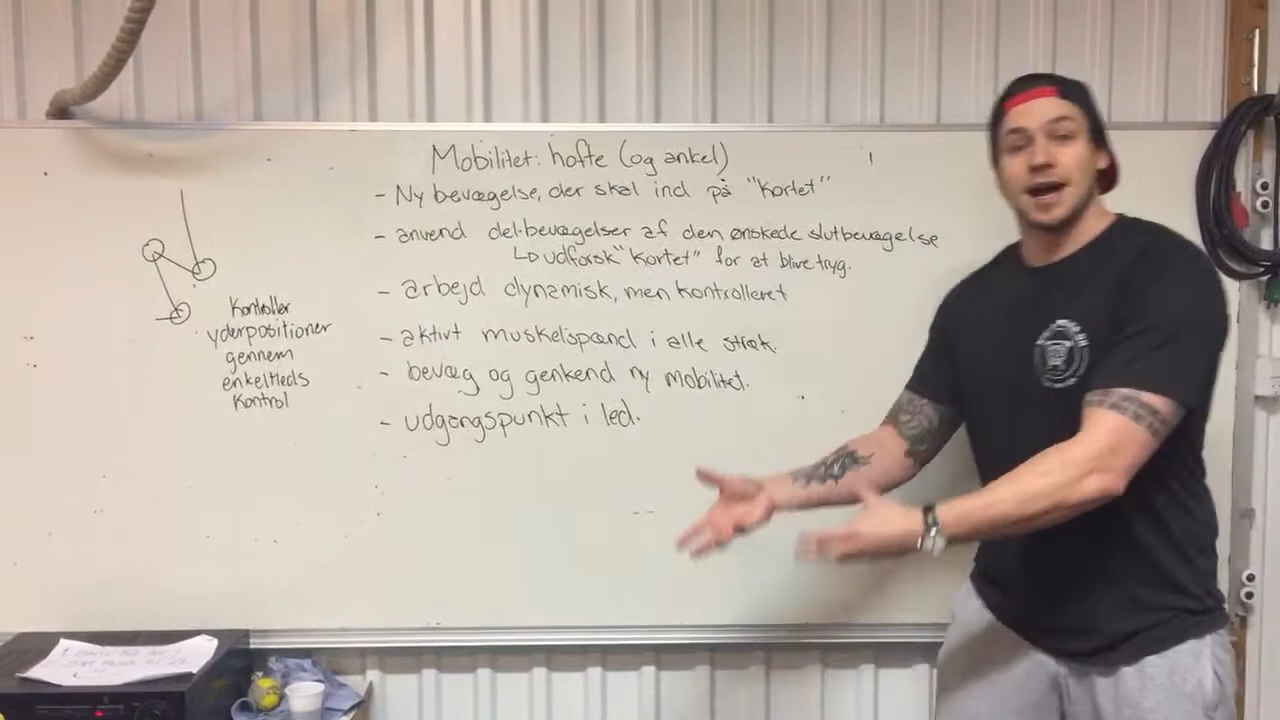 Mobilitet: hofte (og ankel)
- Ny bevægelse, der skal ind på "kortet"
- anvend del-bevægelser af den ønskede slutbevægelse
↳ udforsk "kortet" for at blive tryg.
- arbejd dynamisk, men kontrolleret
- aktivt muskelspænd i alle stræk
- bevæg og genkend ny mobilitet.
- udgangspunkt i led.
Kontroller
yderpositioner
gennem
enkeltleds
kontrol